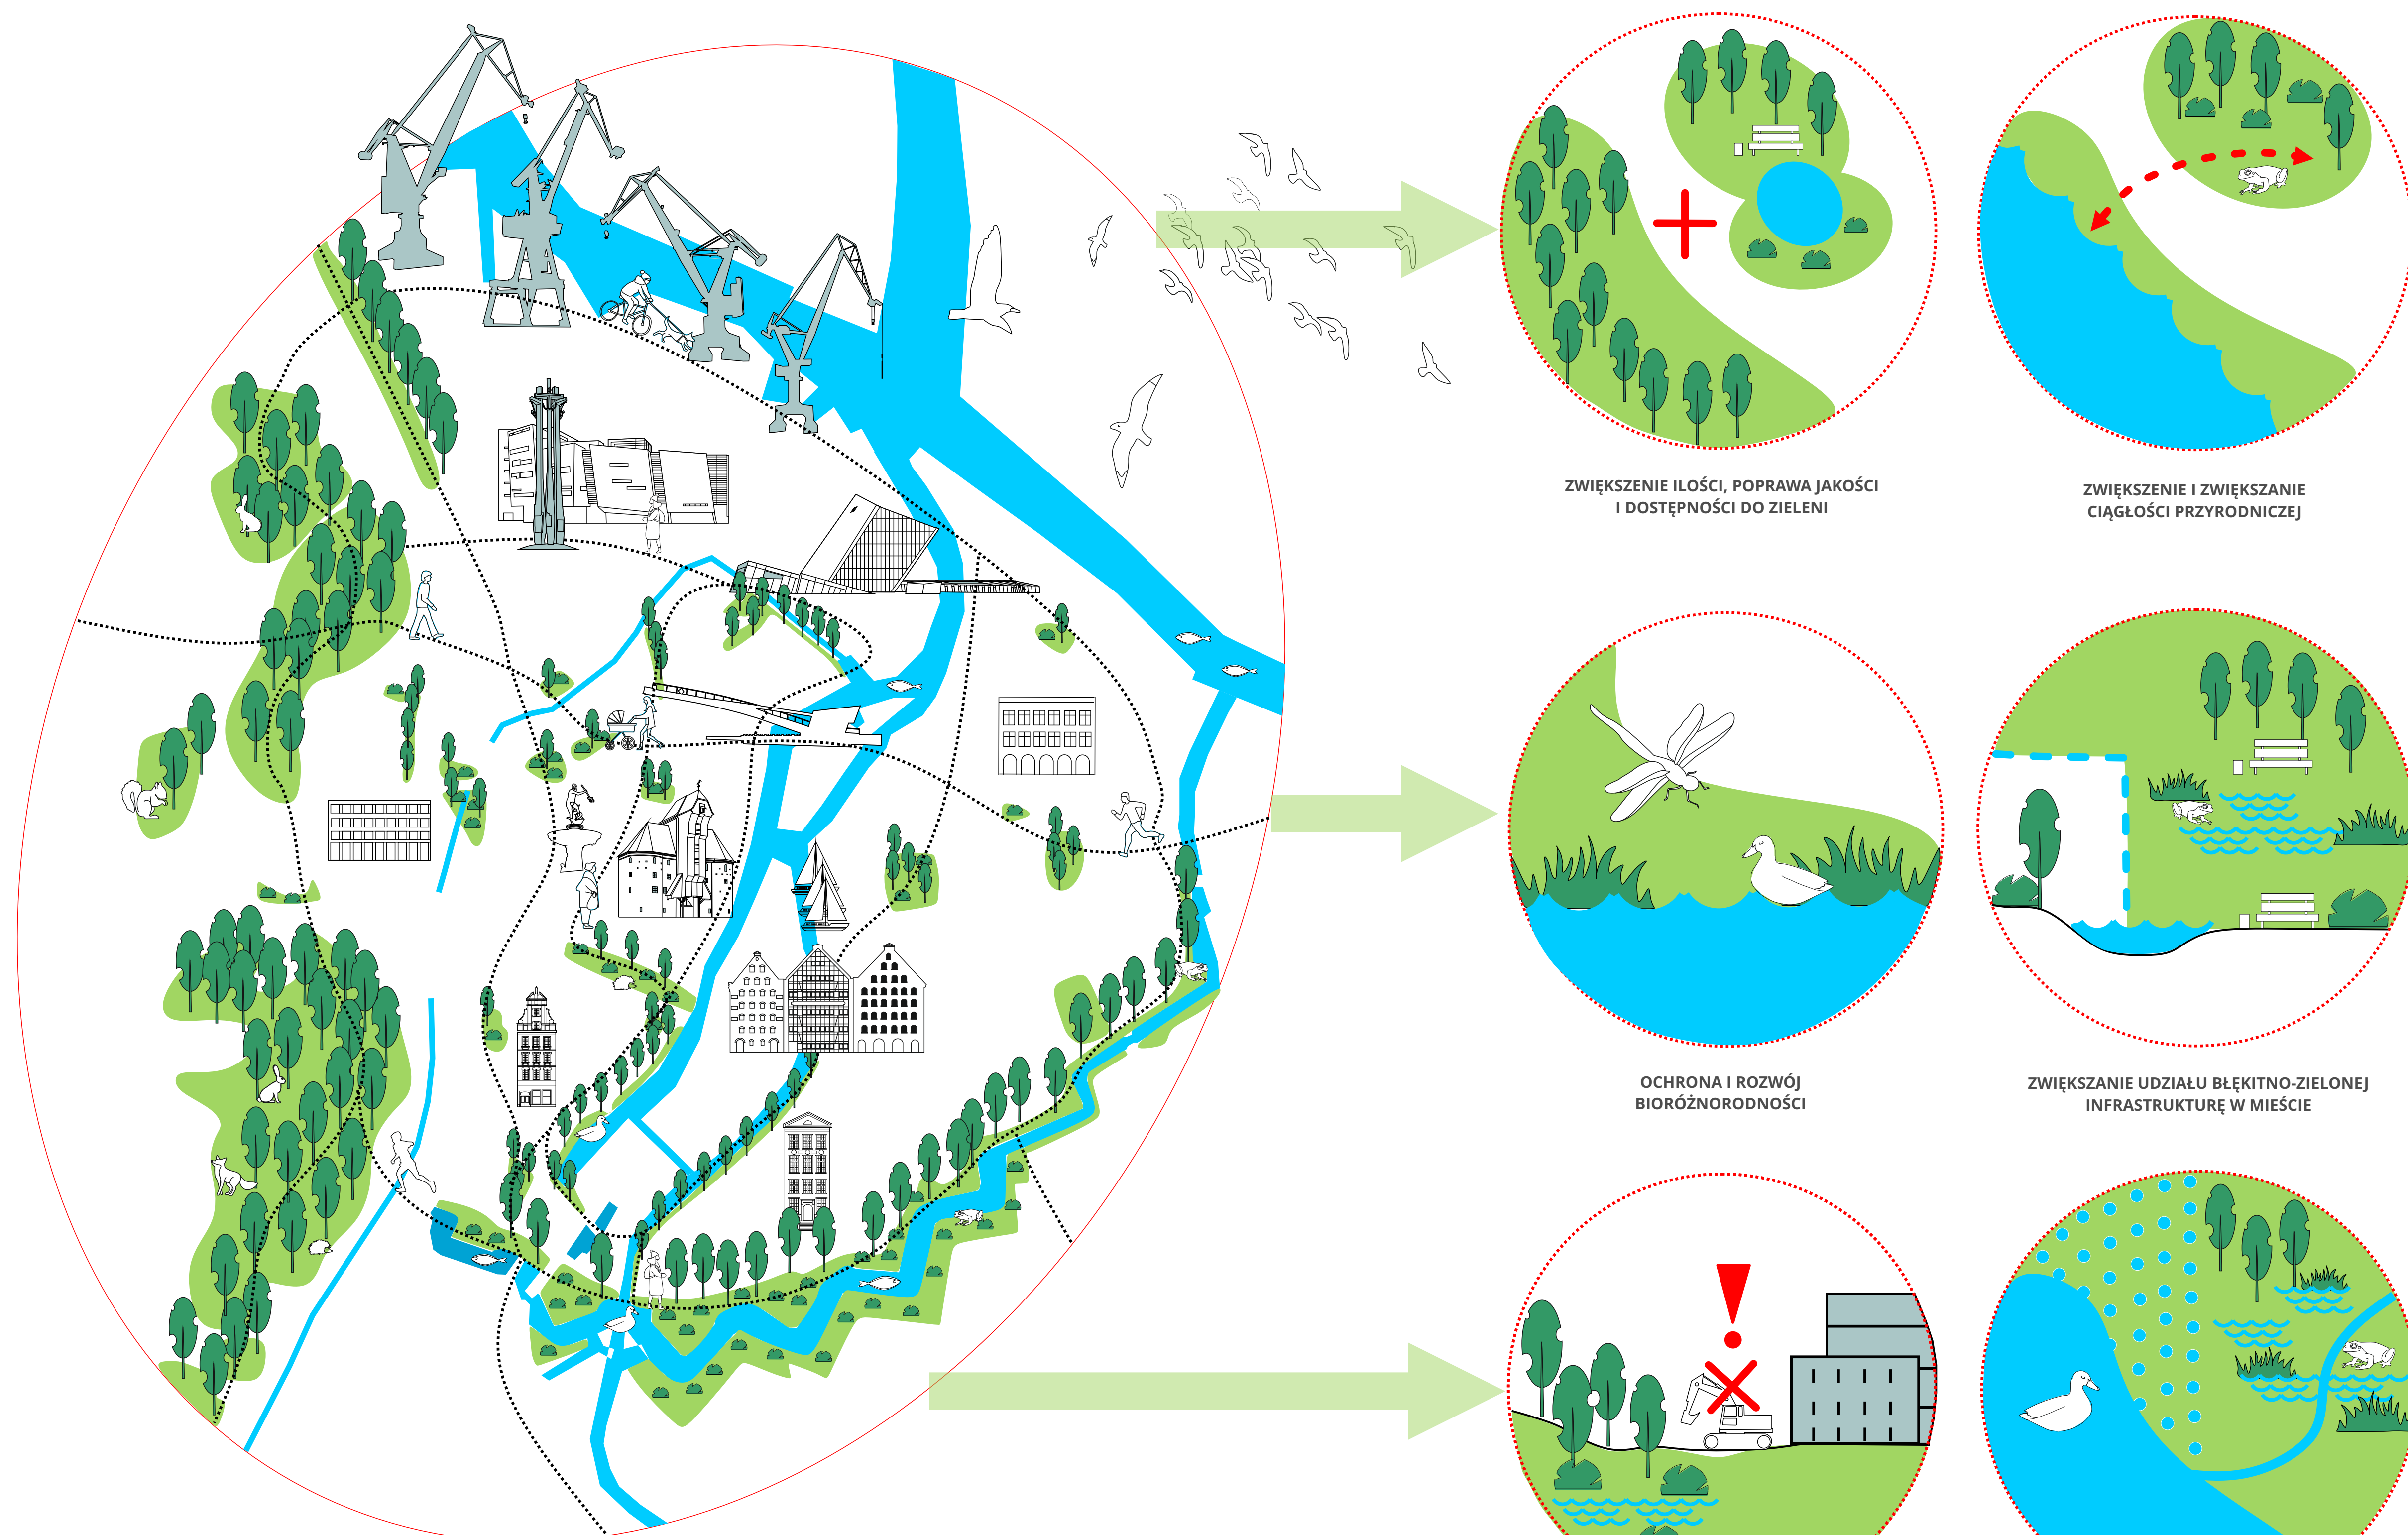 ZWIĘKSZENIE ILOŚCI, POPRAWA JAKOŚCI
I DOSTĘPNOŚCI DO ZIELENI
ZWIĘKSZENIE I ZWIĘKSZANIE
CIĄGŁOŚCI PRZYRODNICZEJ
OCHRONA I ROZWÓJ
BIORÓŻNORODNOŚCI
ZWIĘKSZANIE UDZIAŁU BŁĘKITNO-ZIELONEJ
INFRASTRUKTURĘ W MIEŚCIE